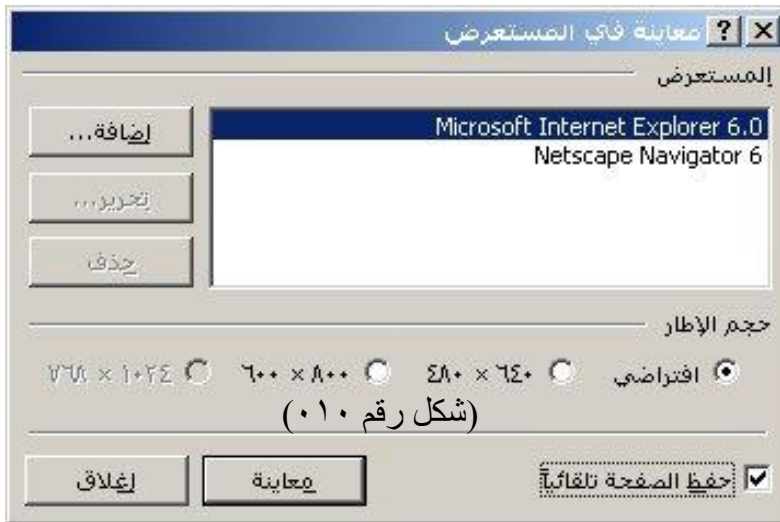 معاينة في المستعرض
المستعرض
Microsoft Internet Explorer 6.0
Netscape Navigator 6
إضافة...
تحرير...
حذف
حجم الإطار
افتراضي ٦٤٠ × ٤٨٠ ٨٠٠ × ٦٠٠ ١٠٢٤ × ٧٦٨
(شكل رقم ٠١٠)
حفظ الصفحة تلقائياً
معاينة
إغلاق